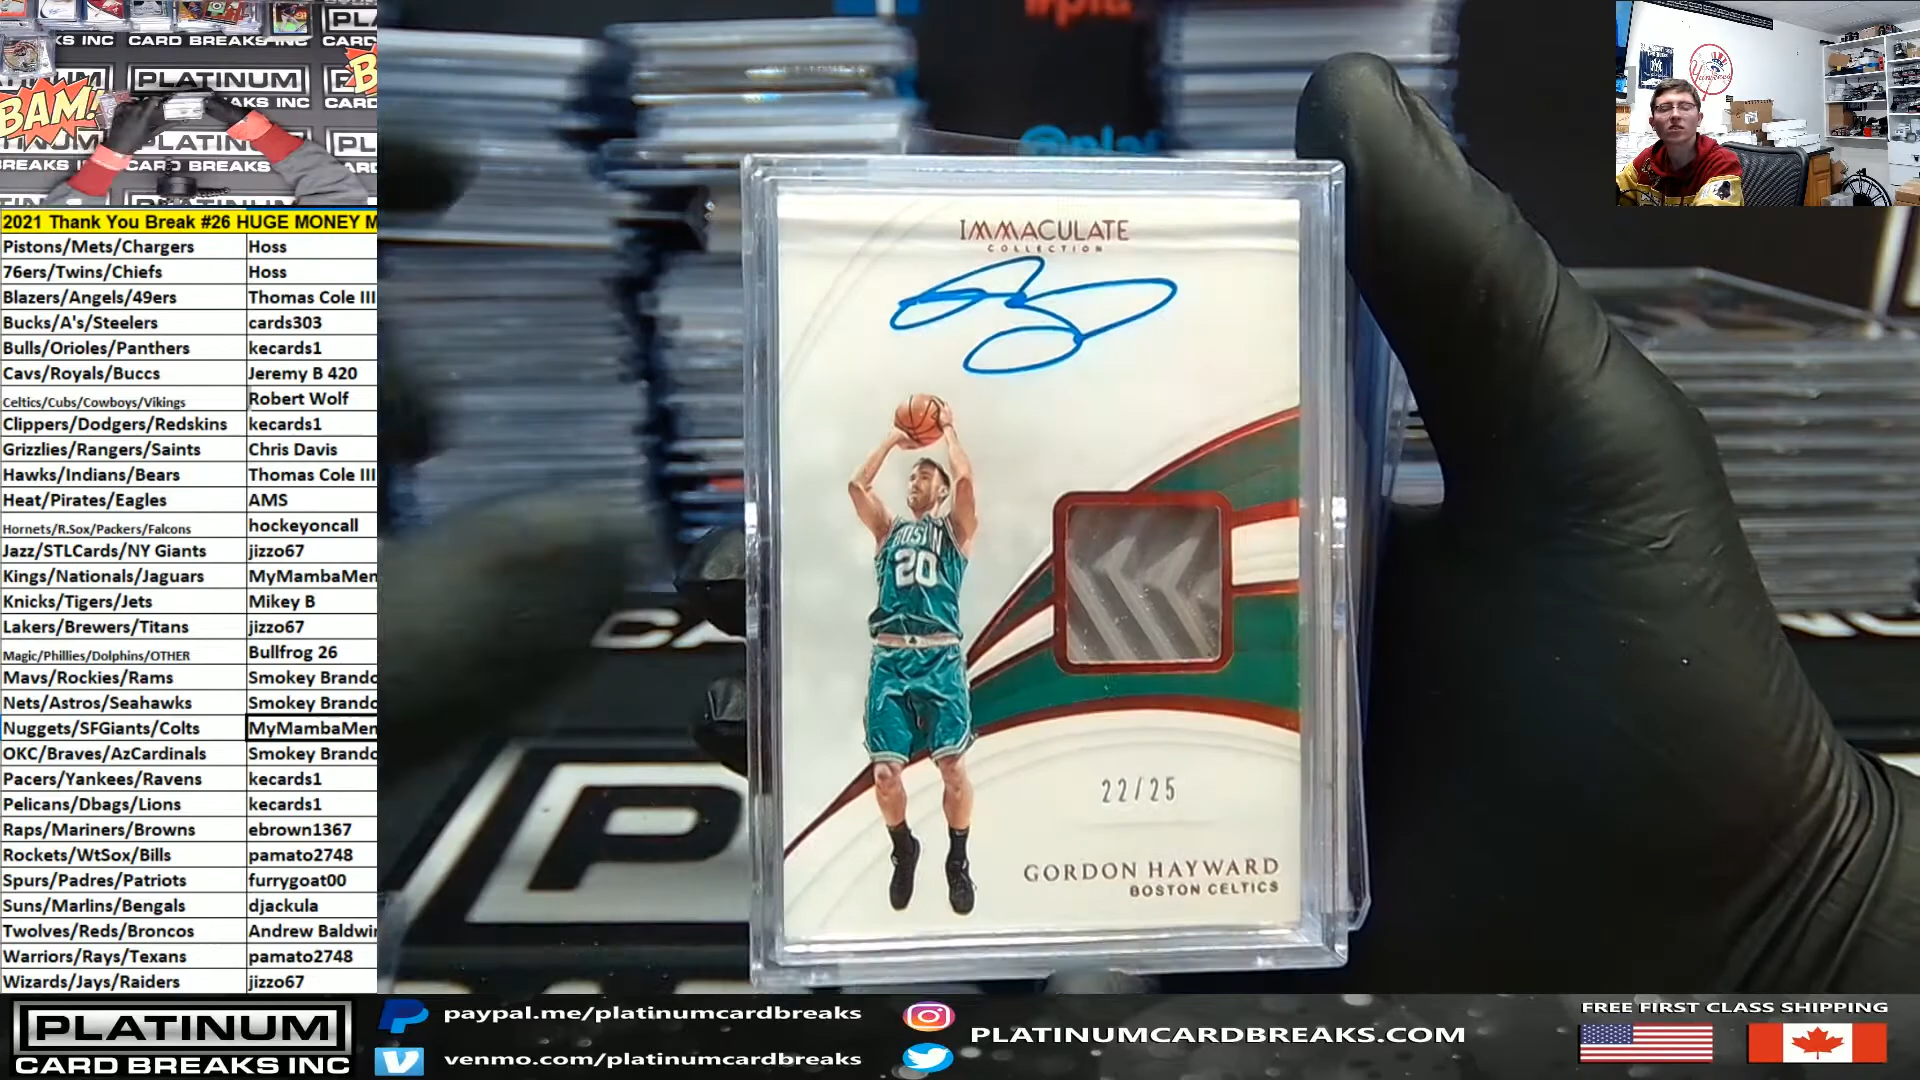 KS INC CARD BREAKS INC CARD
PLATINUM
BAM!
BREAKS INC CARD BREAKS
2021 Thank You Break #26 HUGE MONEY M
Pistons/Mets/Chargers Hoss
76ers/Twins/Chiefs Hoss
Blazers/Angels/49ers Thomas Cole III
Bucks/A's/Steelers cards303
Bulls/Orioles/Panthers kecards1
Cavs/Royals/Buccs Jeremy B 420
Celtics/Cubs/Cowboys/Vikings Robert Wolf
Clippers/Dodgers/Redskins kecards1
Grizzlies/Rangers/Saints Chris Davis
Hawks/Indians/Bears Thomas Cole III
Heat/Pirates/Eagles AMS
Hornets/R.Sox/Packers/Falcons hockeyoncall
Jazz/STLCards/NY Giants jizzo67
Kings/Nationals/Jaguars MyMambaMen
Knicks/Tigers/Jets Mikey B
Lakers/Brewers/Titans jizzo67
Magic/Phillies/Dolphins/OTHER Bullfrog 26
Mavs/Rockies/Rams Smokey Brando
Nets/Astros/Seahawks Smokey Brando
Nuggets/SFGiants/Colts MyMambaMen
OKC/Braves/AzCardinals Smokey Brando
Pacers/Yankees/Ravens kecards1
Pelicans/Dbags/Lions kecards1
Raps/Mariners/Browns ebrown1367
Rockets/WtSox/Bills pamato2748
Spurs/Padres/Patriots furrygoat00
Suns/Marlins/Bengals djackula
Twolves/Reds/Broncos Andrew Baldwin
Warriors/Rays/Texans pamato2748
Wizards/Jays/Raiders jizzo67
#pla
@pla
IMMACULATE
COLLECTION
BOSTON
20
22/25
GORDON HAYWARD
BOSTON CELTICS
CA
P
Yankees
PLATINUM
CARD BREAKS INC
paypal.me/platinumcardbreaks
venmo.com/platinumcardbreaks
PLATINUMCARDBREAKS.COM
FREE FIRST CLASS SHIPPING